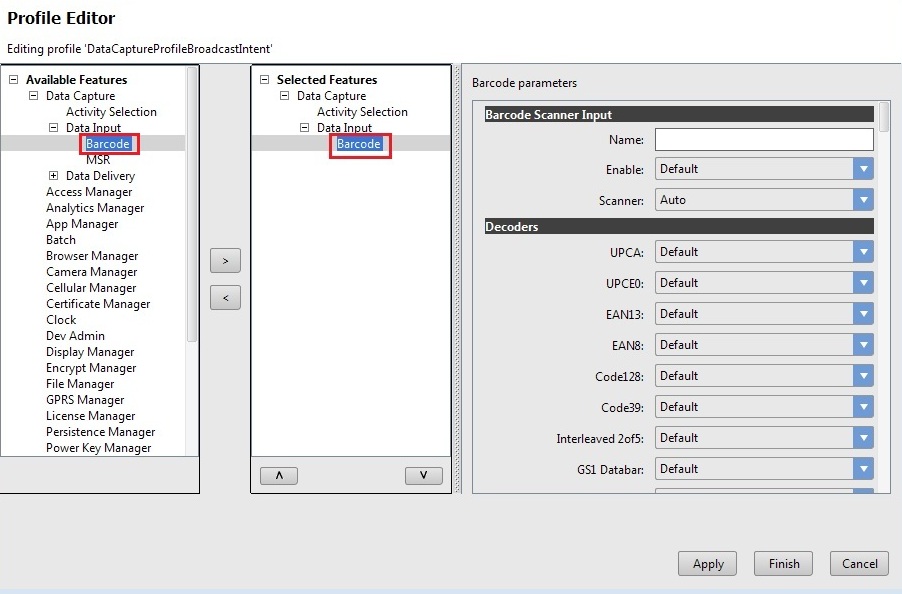 Profile Editor
Editing profile 'DataCaptureProfileBroadcastIntent'
Available Features
Data Capture
Activity Selection
Data Input
Barcode
MSR
Data Delivery
Access Manager
Analytics Manager
App Manager
Batch
Browser Manager
Camera Manager
Cellular Manager
Certificate Manager
Clock
Dev Admin
Display Manager
Encrypt Manager
File Manager
GPRS Manager
License Manager
Persistence Manager
Power Key Manager
>
<
Selected Features
Data Capture
Activity Selection
Data Input
Barcode
Barcode parameters
Barcode Scanner Input
Name:
Enable: Default
Scanner: Auto
Decoders
UPCA: Default
UPCE0: Default
EAN13: Default
EAN8: Default
Code128: Default
Code39: Default
Interleaved 2of5: Default
GS1 Databar: Default
Apply Finish Cancel